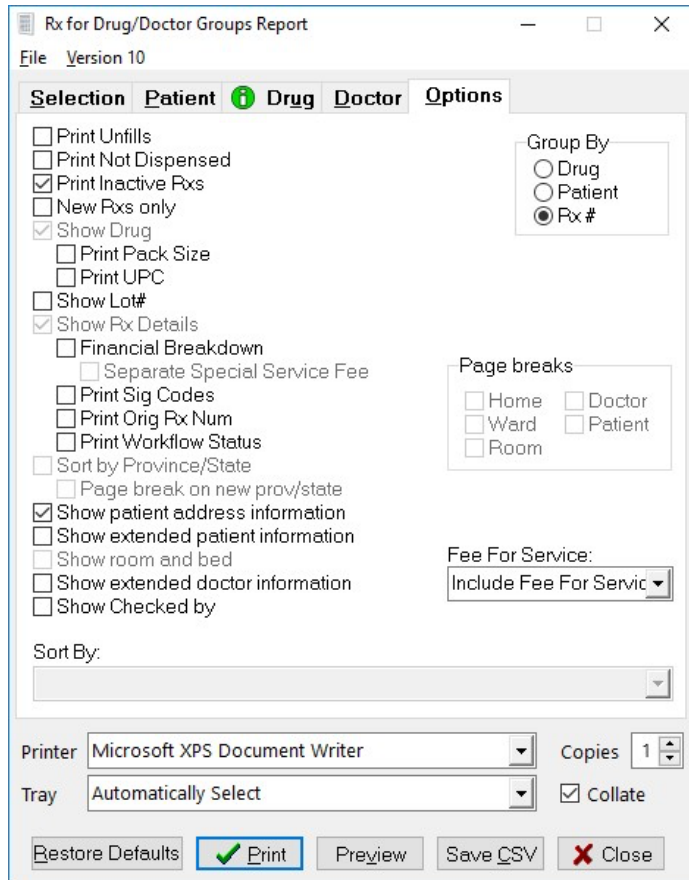 Rx for Drug/Doctor Groups Report
File Version 10
Selection Patient Drug Doctor Options
Print Unfills
Print Not Dispensed
Print Inactive Rxs
New Rxs only
Show Drug
Print Pack Size
Print UPC
Show Lot#
Show Rx Details
Financial Breakdown
Separate Special Service Fee
Print Sig Codes
Print Orig Rx Num
Print Workflow Status
Sort by Province/State
Page break on new prov/state
Show patient address information
Show extended patient information
Show room and bed
Show extended doctor information
Show Checked by
Group By
Drug
Patient
Rx #
Page breaks
Home Doctor
Ward Patient
Room
Fee For Service:
Include Fee For Servic
Sort By:
Printer Microsoft XPS Document Writer Copies 1
Tray Automatically Select Collate
Restore Defaults Print Preview Save CSV Close